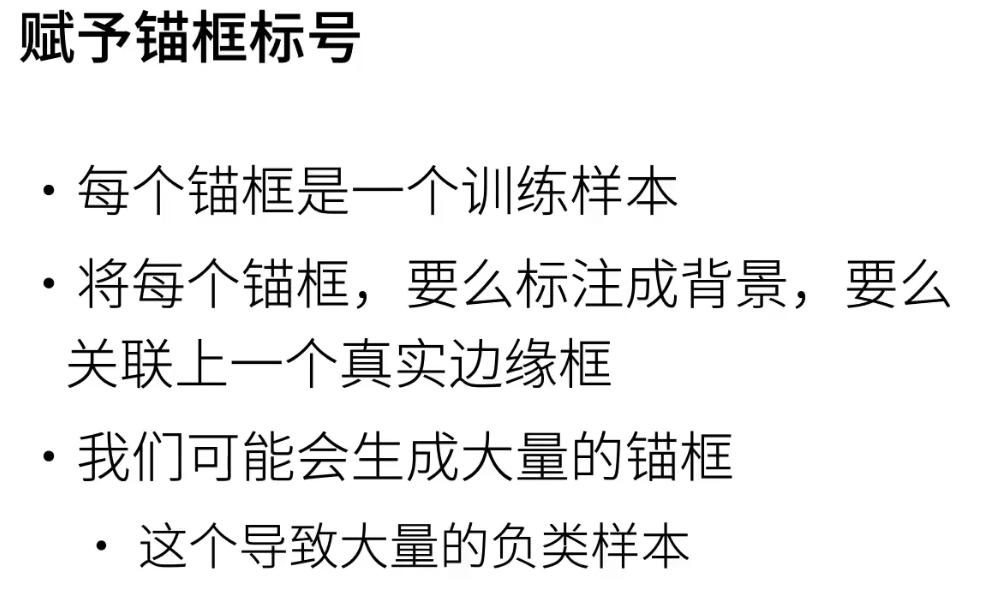 赋予锚框标号
• 每个锚框是一个训练样本
• 将每个锚框，要么标注成背景，要么
关联上一个真实边缘框
• 我们可能会生成大量的锚框
• 这个导致大量的负类样本